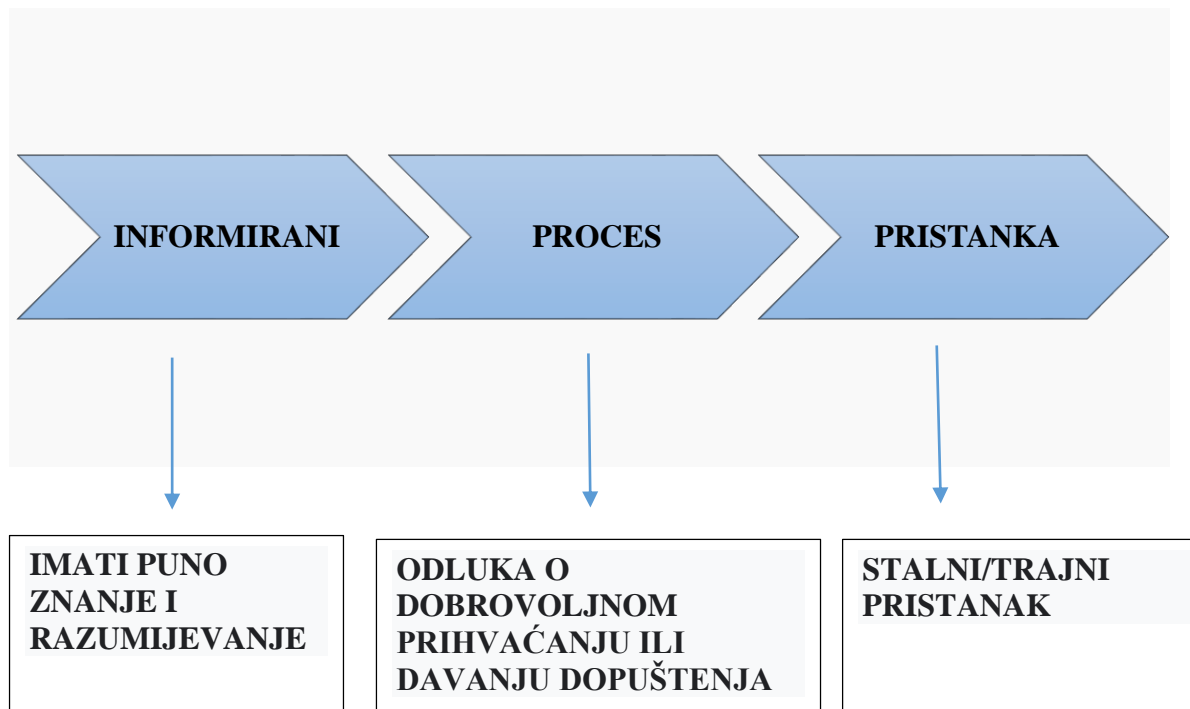 INFORMIRANI
PROCES
PRISTANKA
IMATI PUNO
ZNANJE I
RAZUMIJEVANJE
ODLUKA O
DOBROVOLJNOM
PRIHVAĆANJU ILI
DAVANJU DOPUŠTENJA
STALNI/TRAJNI
PRISTANAK